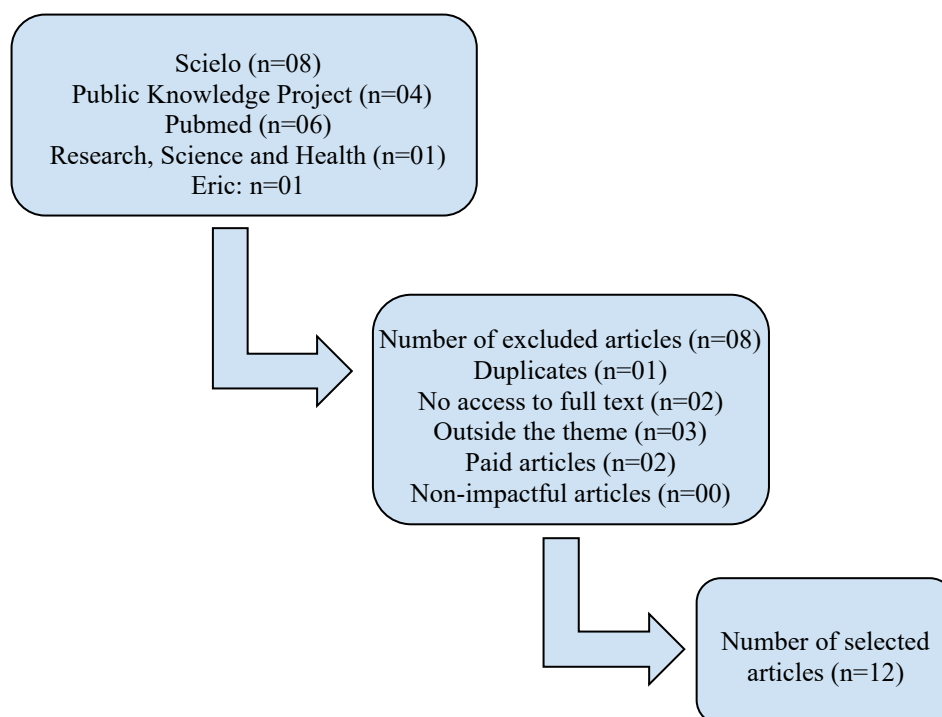 Scielo (n=08)
Public Knowledge Project (n=04)
Pubmed (n=06)
Research, Science and Health (n=01)
Eric: n=01
Number of excluded articles (n=08)
Duplicates (n=01)
No access to full text (n=02)
Outside the theme (n=03)
Paid articles (n=02)
Non-impactful articles (n=00)
Number of selected
articles (n=12)